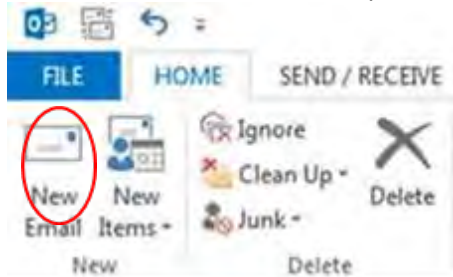 FILE HOME SEND / RECEIVE
New Email
New Items
Ignore
Clean Up
Junk
Delete
New Delete